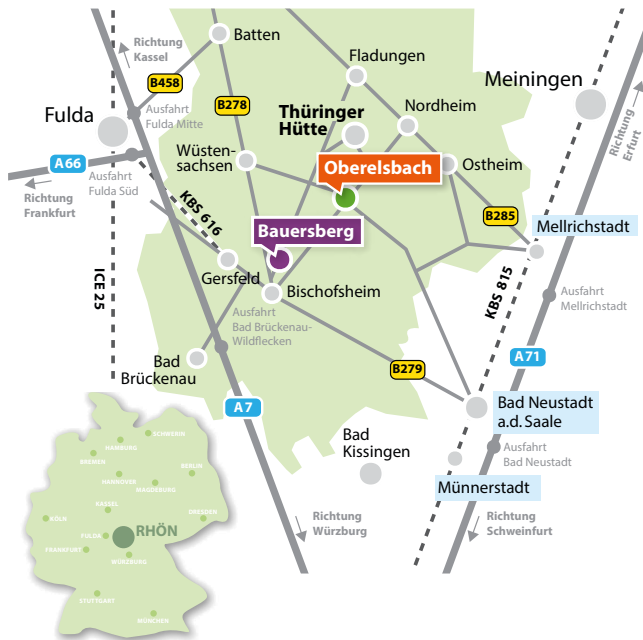 Richtung
Kassel
Batten
Fladungen
Meiningen
B458
B278
Fulda
Ausfahrt
Fulda Mitte
Thüringer
Hütte
Nordheim
Richtung
Erfurt
A66
Wüsten-
sachsen
Oberelsbach
Ostheim
Ausfahrt
Fulda Süd
Richtung
Frankfurt
KBS 616
B285
Bauersberg
Mellrichstadt
ICE 25
Gersfeld
Bischofsheim
KBS 815
Ausfahrt
Mellrichstadt
Ausfahrt
Bad Brückenau-
Wildflecken
Bad
Brückenau
B279
A71
A7
Bad Neustadt
a.d. Saale
Bad
Kissingen
Ausfahrt
Bad Neustadt
Münnerstadt
Richtung
Würzburg
Richtung
Schweinfurt
SCHWERIN
HAMBURG
BREMEN
BERLIN
HANNOVER
MAGDEBURG
KASSEL
KÖLN
DRESDEN
FULDA
RHÖN
FRANKFURT
WÜRZBURG
STUTTGART
MÜNCHEN